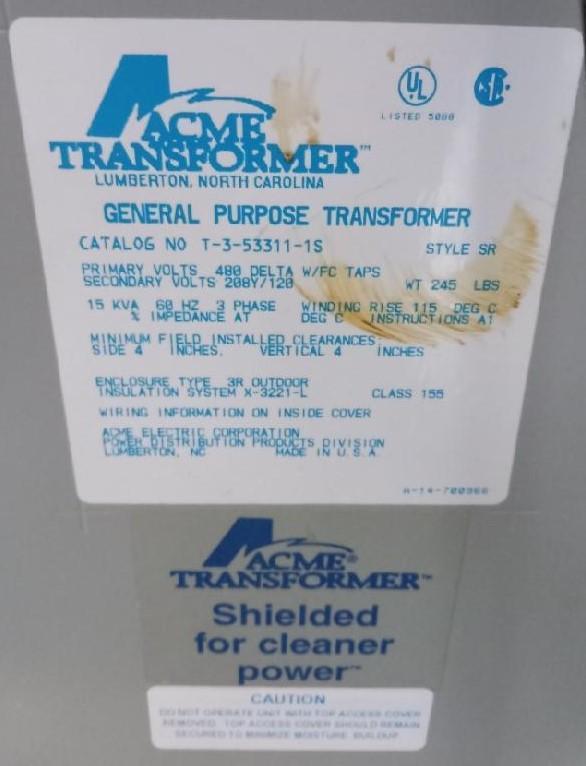 ACME
TRANSFORMER™
LUMBERTON, NORTH CAROLINA
UL
LISTED 508B
GENERAL PURPOSE TRANSFORMER
CATALOG NO T-3-53311-1S STYLE SR
PRIMARY VOLTS 480 DELTA W/FC TAPS
SECONDARY VOLTS 208Y/120 WT 245 LBS
15 KVA 60 HZ 3 PHASE WINDING RISE 115 DEG C
% IMPEDANCE AT DEG C INSTRUCTIONS AI
MINIMUM FIELD INSTALLED CLEARANCES:
SIDE 4 INCHES. VERTICAL 4 INCHES
ENCLOSURE TYPE 3R OUTDOOR
INSULATION SYSTEM X-3221-L CLASS 155
WIRING INFORMATION ON INSIDE COVER
ACME ELECTRIC CORPORATION
POWER DISTRIBUTION PRODUCTS DIVISION
LUMBERTON, NC MADE IN U.S.A.
ACME®
TRANSFORMER™
Shielded
for cleaner
power™
CAUTION
DO NOT OPERATE UNIT WITH TOP ACCESS COVER
REMOVED. TOP ACCESS COVER SHOULD REMAIN
SECURED TO MINIMIZE MOISTURE BUILDUP